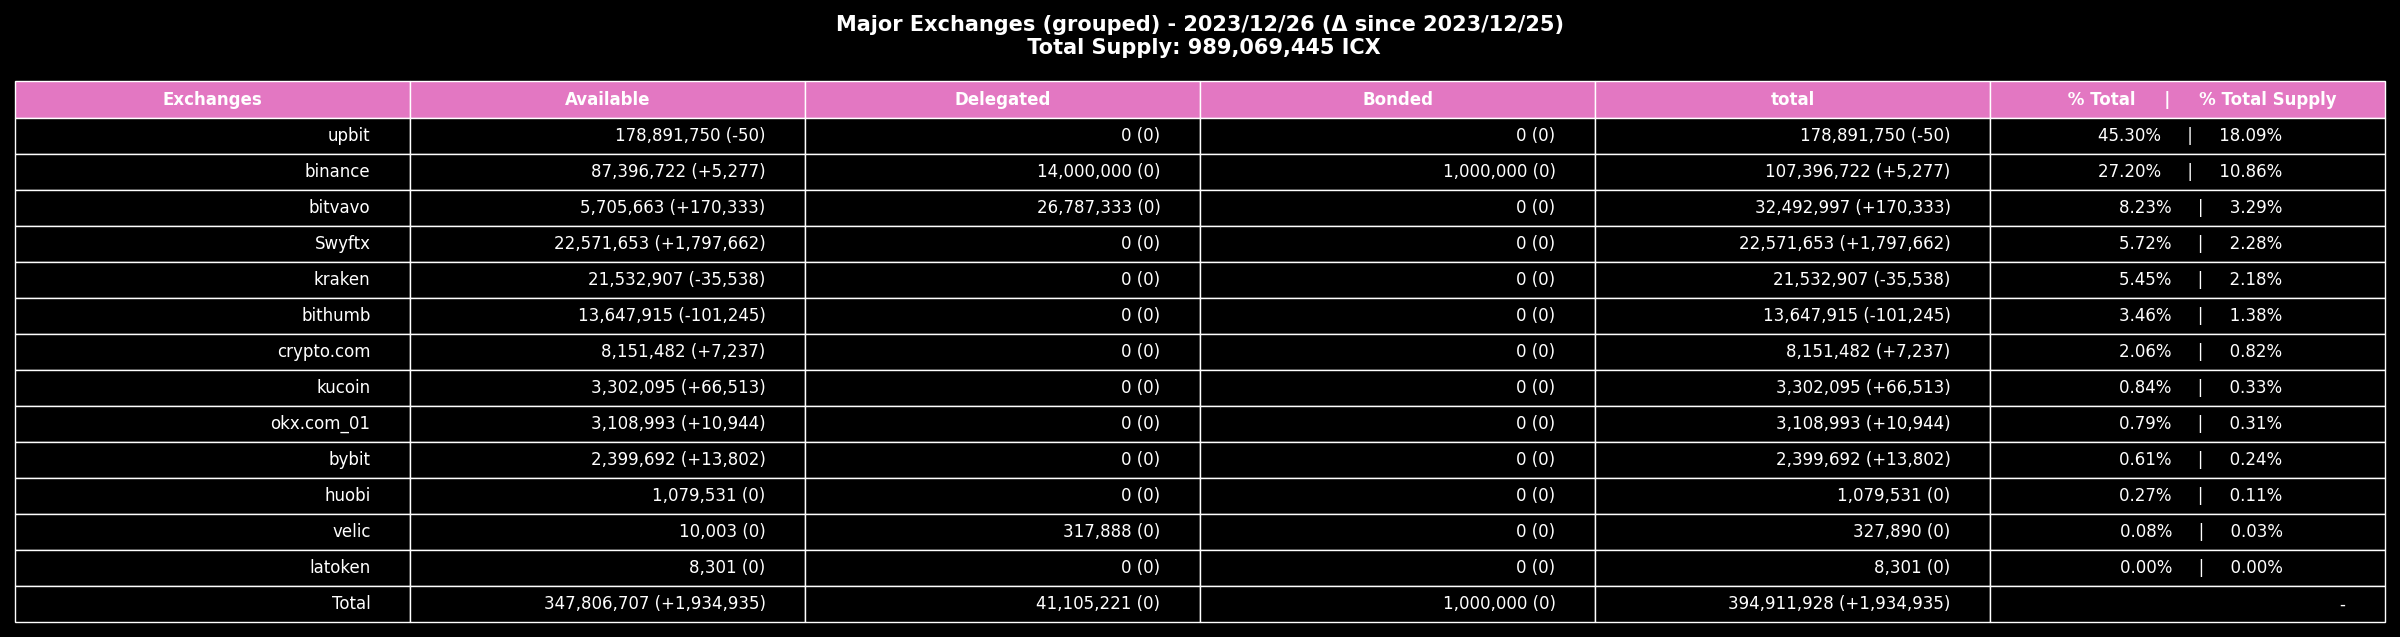 Major Exchanges (grouped) - 2023/12/26 (Δ since 2023/12/25)
Total Supply: 989,069,445 ICX
Exchanges Available Delegated Bonded total % Total | % Total Supply
upbit 178,891,750 (-50) 0 (0) 0 (0) 178,891,750 (-50) 45.30% | 18.09%
binance 87,396,722 (+5,277) 14,000,000 (0) 1,000,000 (0) 107,396,722 (+5,277) 27.20% | 10.86%
bitvavo 5,705,663 (+170,333) 26,787,333 (0) 0 (0) 32,492,997 (+170,333) 8.23% | 3.29%
Swyftx 22,571,653 (+1,797,662) 0 (0) 0 (0) 22,571,653 (+1,797,662) 5.72% | 2.28%
kraken 21,532,907 (-35,538) 0 (0) 0 (0) 21,532,907 (-35,538) 5.45% | 2.18%
bithumb 13,647,915 (-101,245) 0 (0) 0 (0) 13,647,915 (-101,245) 3.46% | 1.38%
crypto.com 8,151,482 (+7,237) 0 (0) 0 (0) 8,151,482 (+7,237) 2.06% | 0.82%
kucoin 3,302,095 (+66,513) 0 (0) 0 (0) 3,302,095 (+66,513) 0.84% | 0.33%
okx.com_01 3,108,993 (+10,944) 0 (0) 0 (0) 3,108,993 (+10,944) 0.79% | 0.31%
bybit 2,399,692 (+13,802) 0 (0) 0 (0) 2,399,692 (+13,802) 0.61% | 0.24%
huobi 1,079,531 (0) 0 (0) 0 (0) 1,079,531 (0) 0.27% | 0.11%
velic 10,003 (0) 317,888 (0) 0 (0) 327,890 (0) 0.08% | 0.03%
latoken 8,301 (0) 0 (0) 0 (0) 8,301 (0) 0.00% | 0.00%
Total 347,806,707 (+1,934,935) 41,105,221 (0) 1,000,000 (0) 394,911,928 (+1,934,935) -